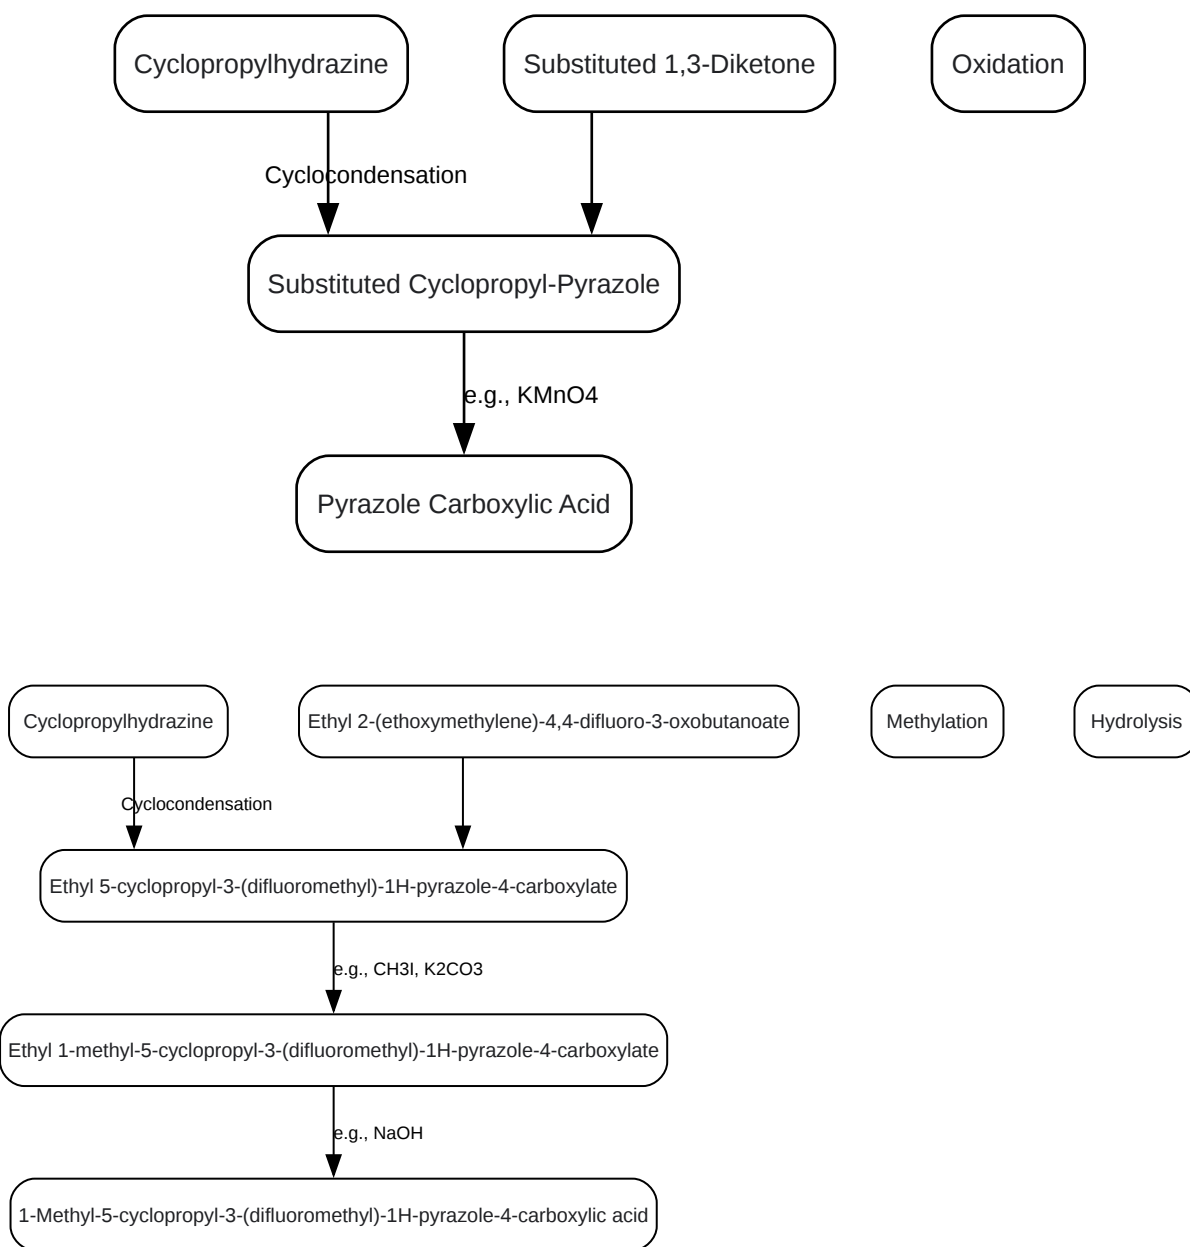 Cyclopropylhydrazine
Substituted 1,3-Diketone
Oxidation
Cyclocondensation
Substituted Cyclopropyl-Pyrazole
e.g., KMnO4
Pyrazole Carboxylic Acid
Cyclopropylhydrazine
Ethyl 2-(ethoxymethylene)-4,4-difluoro-3-oxobutanoate
Methylation
Hydrolysis
Cyclocondensation
Ethyl 5-cyclopropyl-3-(difluoromethyl)-1H-pyrazole-4-carboxylate
e.g., CH3I, K2CO3
Ethyl 1-methyl-5-cyclopropyl-3-(difluoromethyl)-1H-pyrazole-4-carboxylate
e.g., NaOH
1-Methyl-5-cyclopropyl-3-(difluoromethyl)-1H-pyrazole-4-carboxylic acid